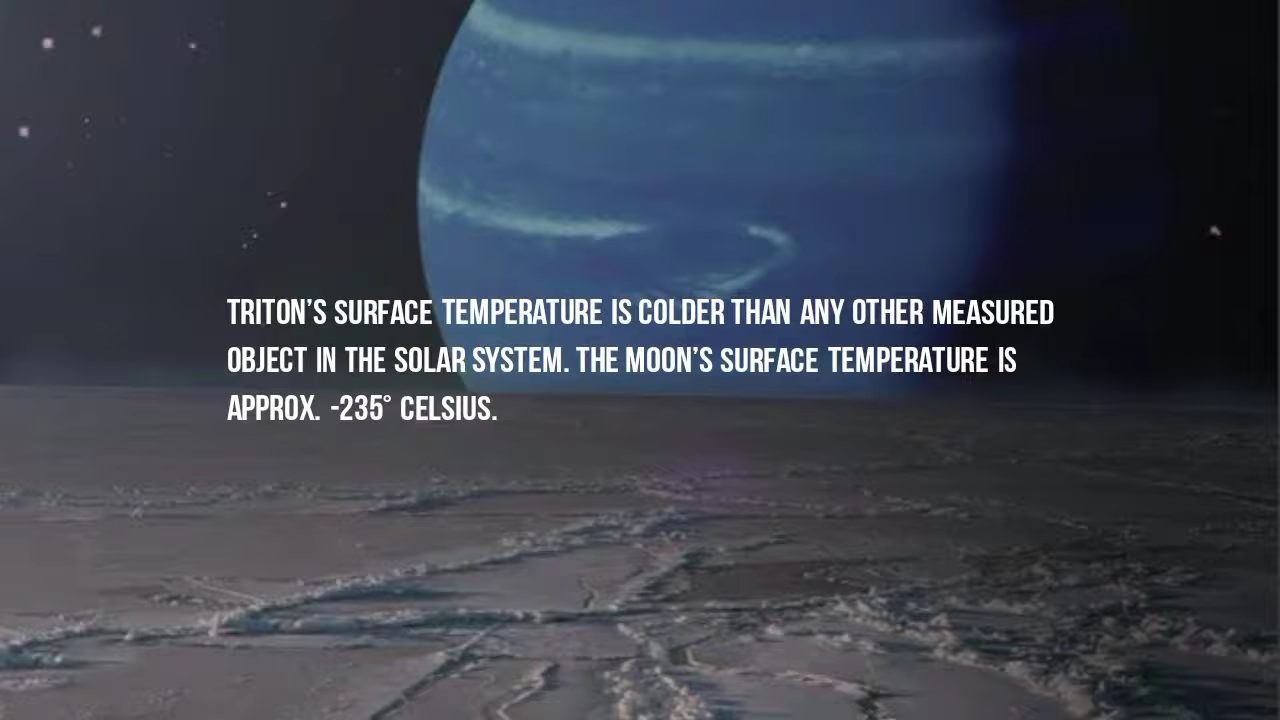 TRITON’S SURFACE TEMPERATURE IS COLDER THAN ANY OTHER MEASURED
OBJECT IN THE SOLAR SYSTEM. THE MOON’S SURFACE TEMPERATURE IS
APPROX. -235° CELSIUS.